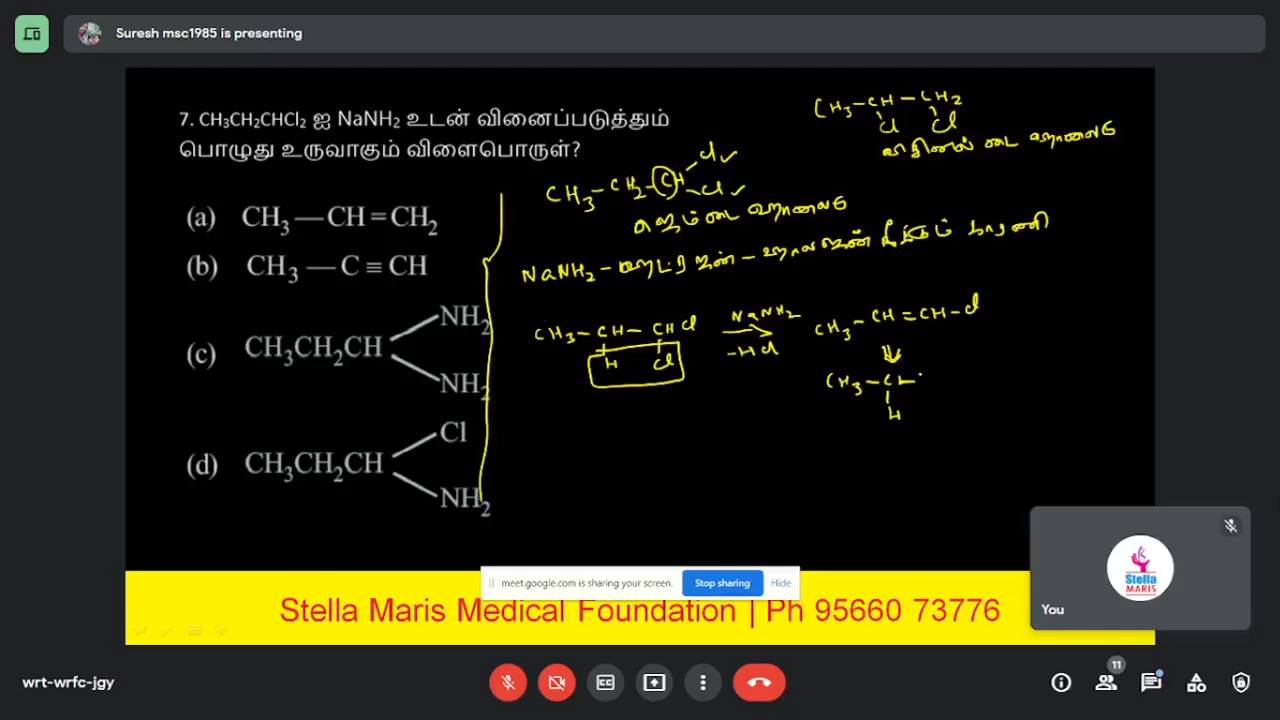 Suresh msc1985 is presenting
7. CH₃CH₂CHCl₂ ஐ NaNH₂ உடன் வினைப்படுத்தும்
பொழுது உருவாகும் விளைபொருள்?
(a) CH₃—CH=CH₂
(b) CH₃—C≡CH
(c) CH₃CH₂CH NH₂ NH₂
(d) CH₃CH₂CH Cl NH₂
CH₃-CH-CH₂
Cl Cl
டை
CH₃-CH₂-CH Cl Cl
டை
NaNH₂ -
CH₃-CH-CHCl
H Cl
NaNH₂
-HCl
CH₃-CH=CH-Cl
CH₃-C
H
meet.google.com is sharing your screen. Stop sharing Hide
Stella Maris Medical Foundation | Ph 95660 73776
Stella
MARIS
You
wrt-wrfc-jgy
11